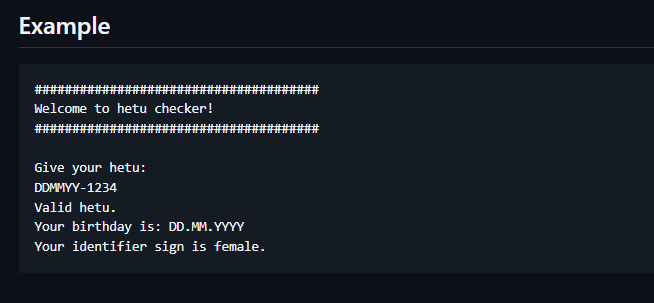 Example
######################################
Welcome to hetu checker!
######################################
Give your hetu:
DDMMYY-1234
Valid hetu.
Your birthday is: DD.MM.YYYY
Your identifier sign is female.